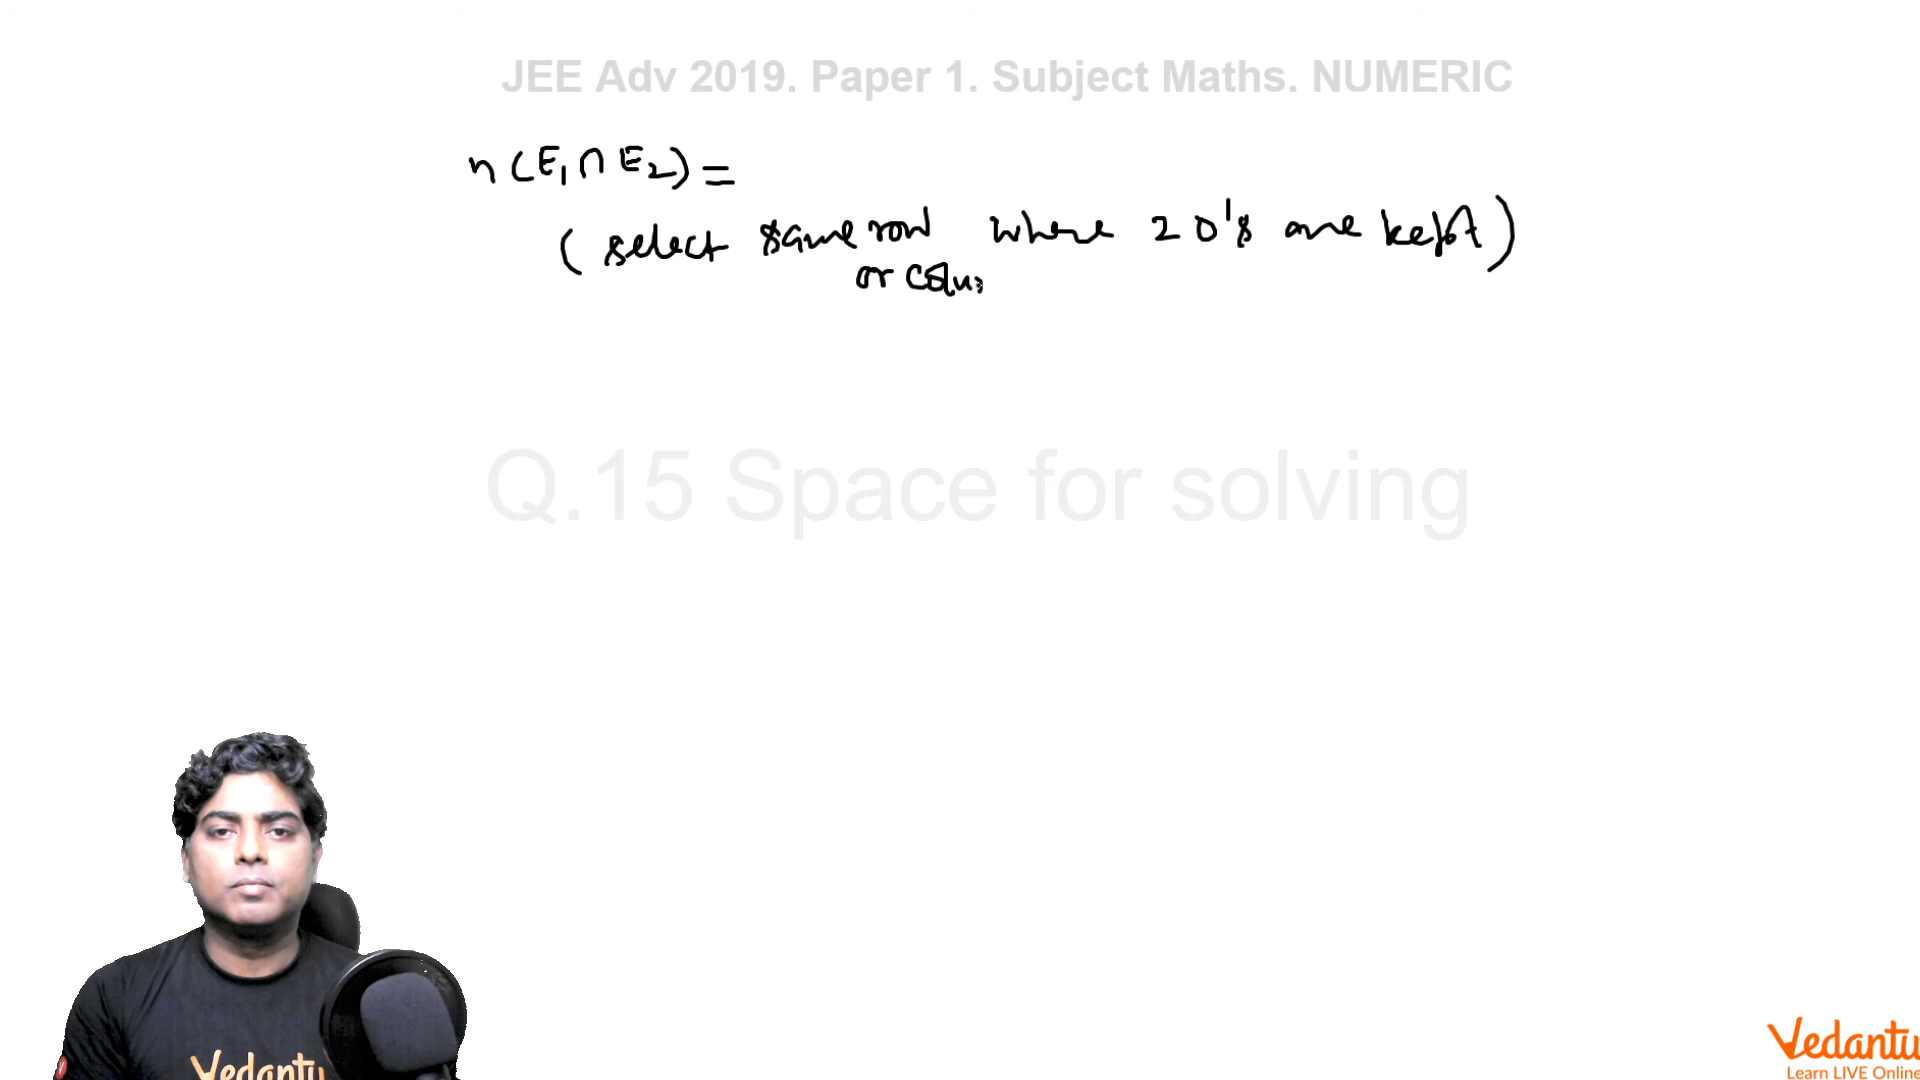 JEE Adv 2019. Paper 1. Subject Maths. NUMERIC
n(E₁∩E₂)=
(select same row where 2 0's are kept)
or colu
Q.15 Space for solving
Vedantu
Vedantu
Learn LIVE Online